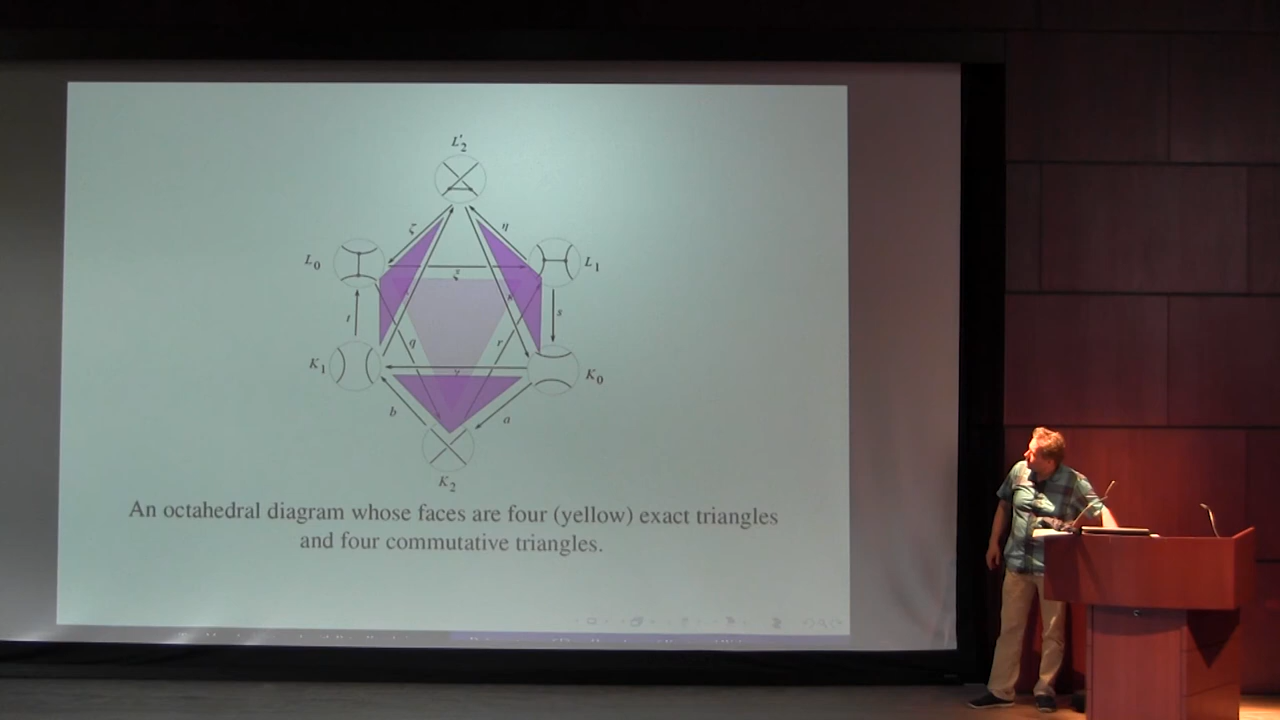 L'2
ζ
η
L0
L1
ξ
t
s
q
r
K1
K0
b
a
K2
An octahedral diagram whose faces are four (yellow) exact triangles
and four commutative triangles.